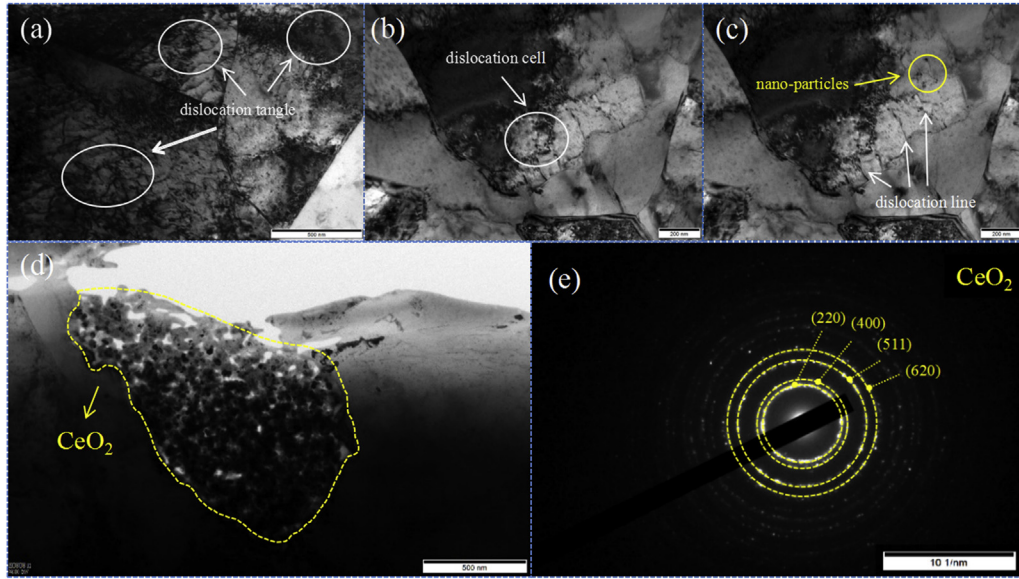 (a)
dislocation tangle
500 nm
(b)
dislocation cell
200 nm
(c)
nano-particles
dislocation line
200 nm
(d)
CeO₂
500 nm
(e)
CeO₂
(220)
(400)
(511)
(620)
10 1/nm